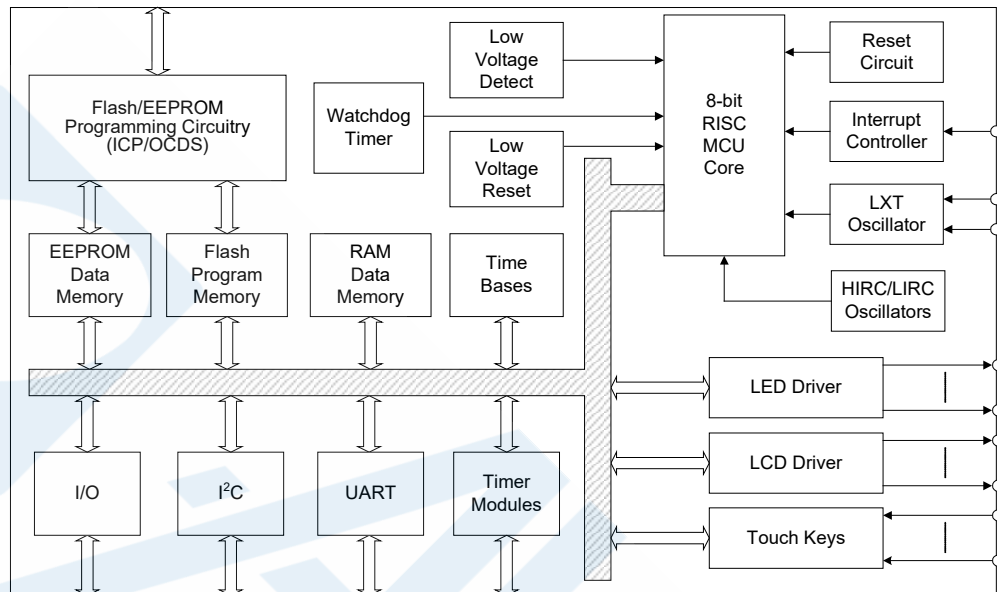 Low
Voltage
Detect
Reset
Circuit
Flash/EEPROM
Programming Circuitry
(ICP/OCDS)
Watchdog
Timer
8-bit
RISC
MCU
Core
Interrupt
Controller
Low
Voltage
Reset
LXT
Oscillator
EEPROM
Data
Memory
Flash
Program
Memory
RAM
Data
Memory
Time
Bases
HIRC/LIRC
Oscillators
LED Driver
LCD Driver
I/O
I²C
UART
Timer
Modules
Touch Keys